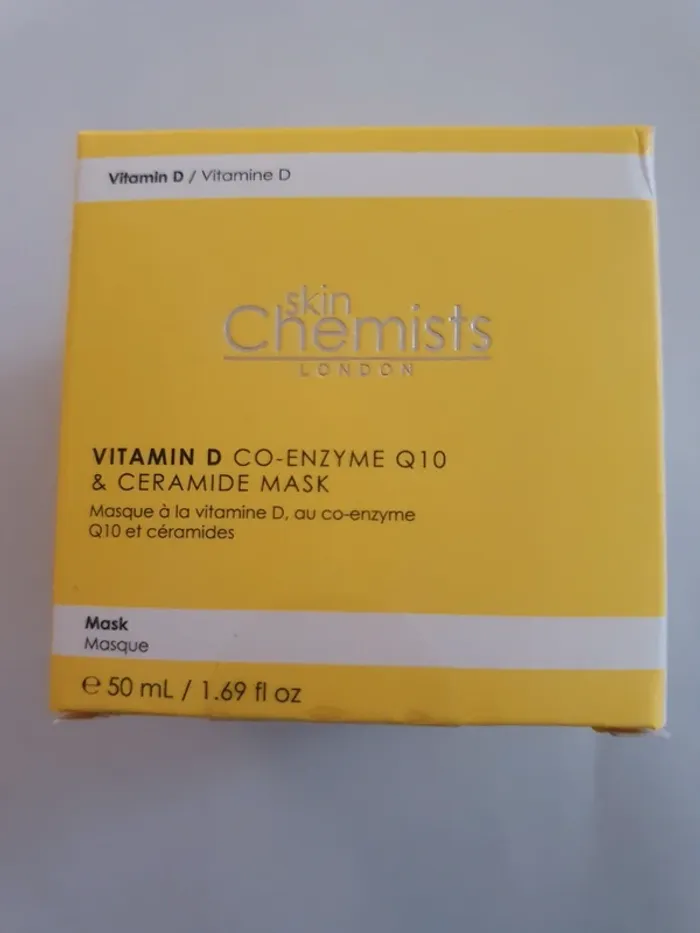 Vitamin D / Vitamine D
skin
Chemists
LONDON
VITAMIN D CO-ENZYME Q10
& CERAMIDE MASK
Masque à la vitamine D, au co-enzyme
Q10 et céramides
Mask
Masque
℮ 50 mL / 1.69 fl oz